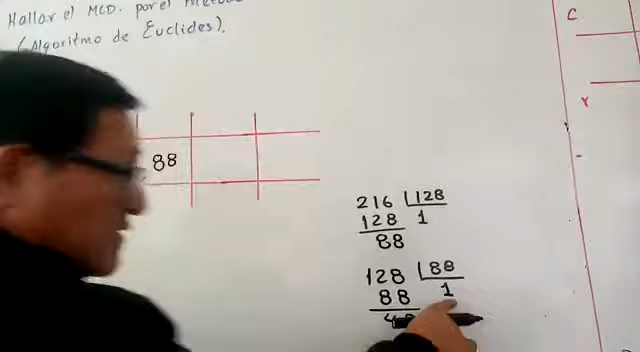 Hallar el MCD. por el
(Algoritmo de Euclides).
C
r
88
216 128
128 1
88
128 88
88 1